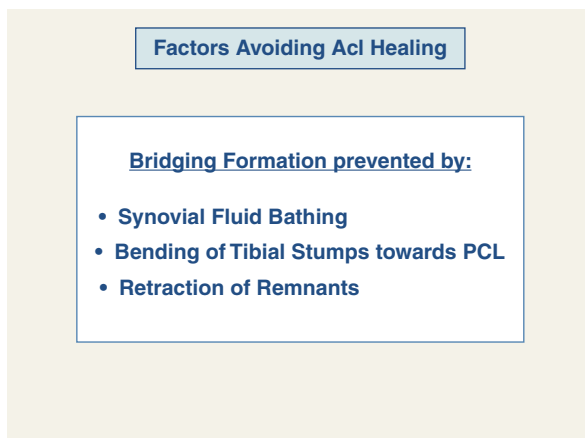 Factors Avoiding Acl Healing
Bridging Formation prevented by:
• Synovial Fluid Bathing
• Bending of Tibial Stumps towards PCL
• Retraction of Remnants